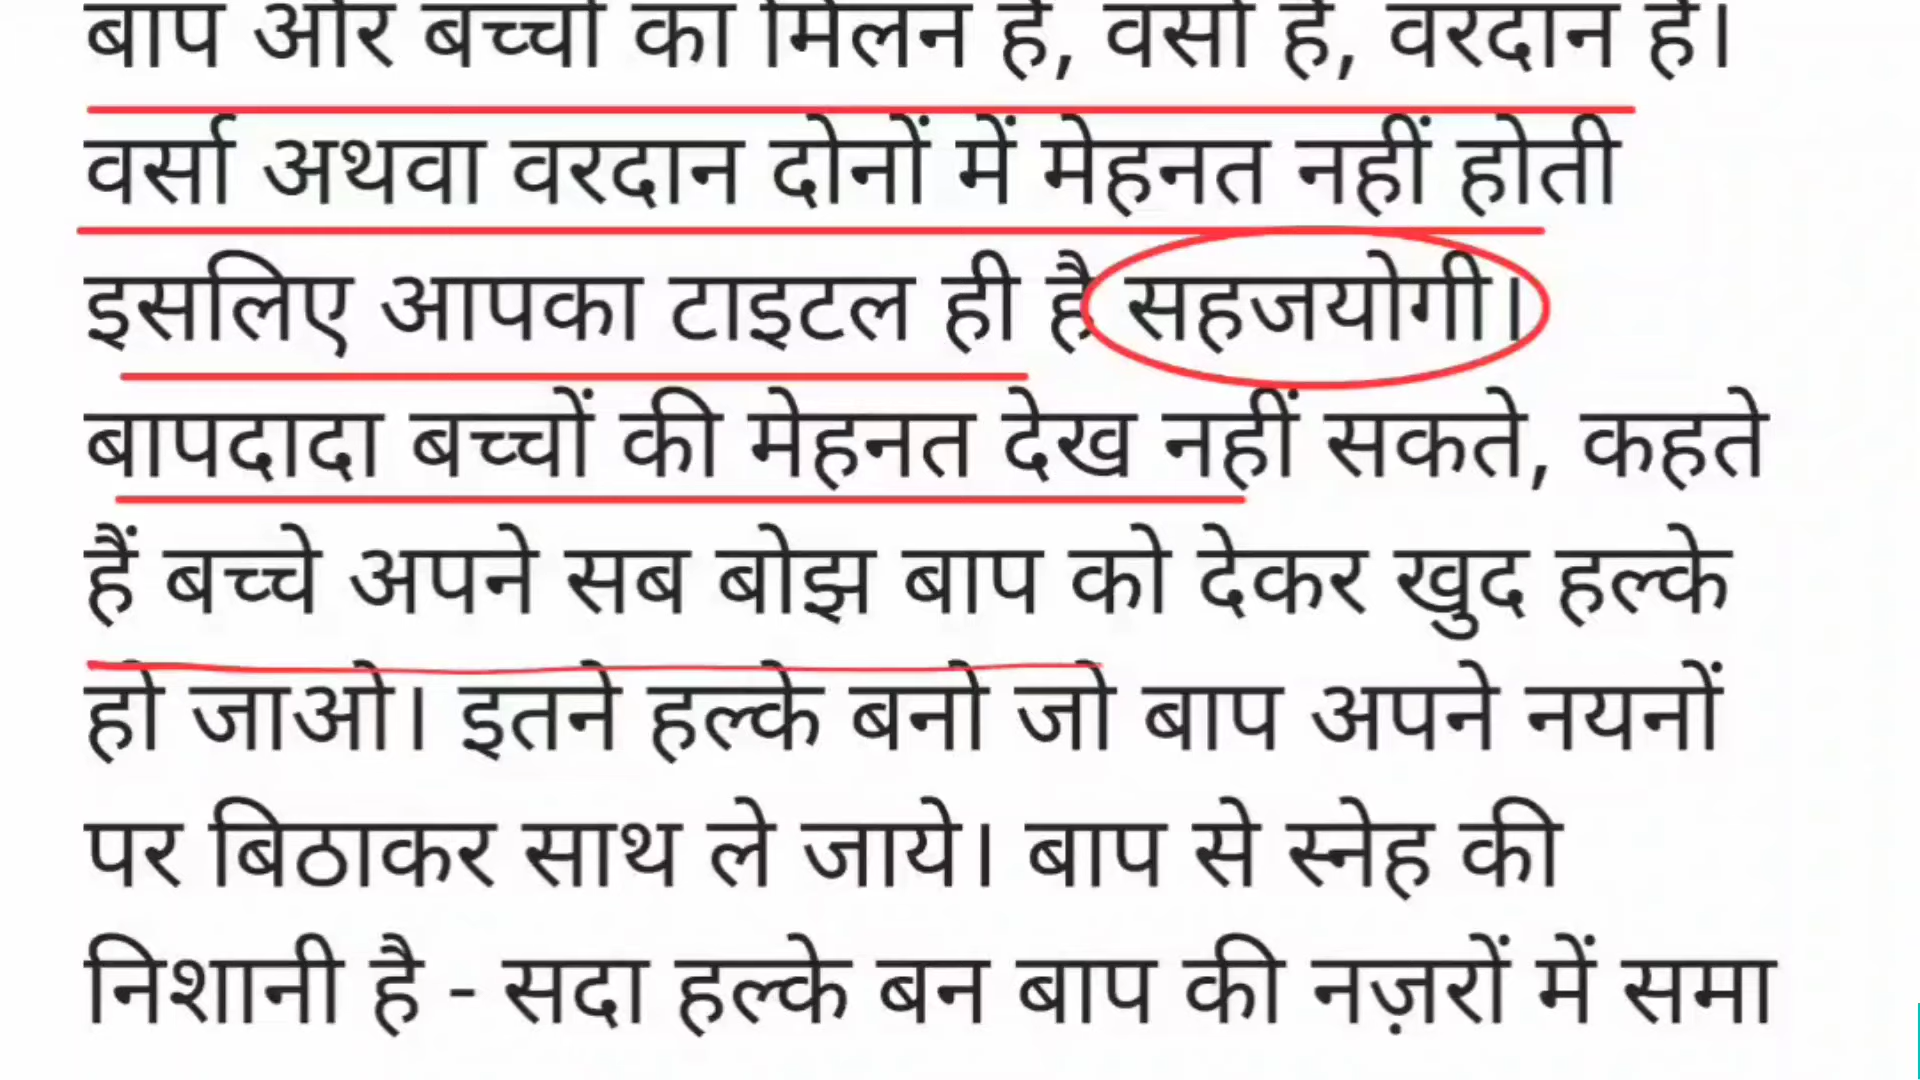 बाप और बच्चों का मिलन है, वर्सा है, वरदान है।
वर्सा अथवा वरदान दोनों में मेहनत नहीं होती
इसलिए आपका टाइटल ही है सहजयोगी।
बापदादा बच्चों की मेहनत देख नहीं सकते, कहते
हैं बच्चे अपने सब बोझ बाप को देकर खुद हल्के
हो जाओ। इतने हल्के बनो जो बाप अपने नयनों
पर बिठाकर साथ ले जाये। बाप से स्नेह की
निशानी है - सदा हल्के बन बाप की नज़रों में समा